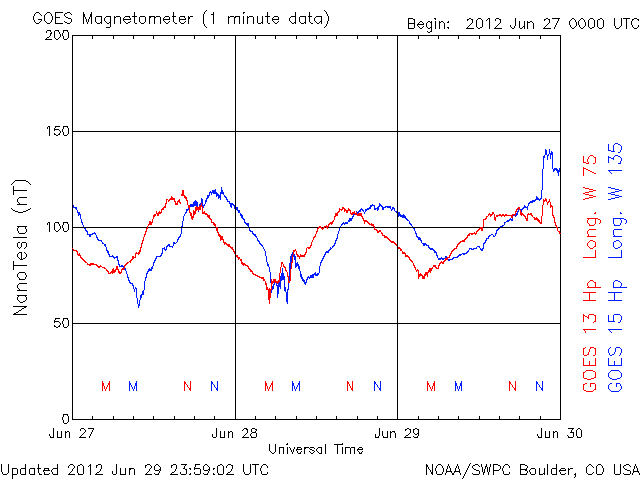 GOES Magnetometer (1 minute data)
Begin: 2012 Jun 27 0000 UTC
200
150
100
50
0
NanoTesla (nT)
M M N N M M N N M M N N
Jun 27 Jun 28 Jun 29 Jun 30
Universal Time
GOES 13 Hp Long. W 75
GOES 15 Hp Long. W 135
Updated 2012 Jun 29 23:59:02 UTC
NOAA/SWPC Boulder, CO USA